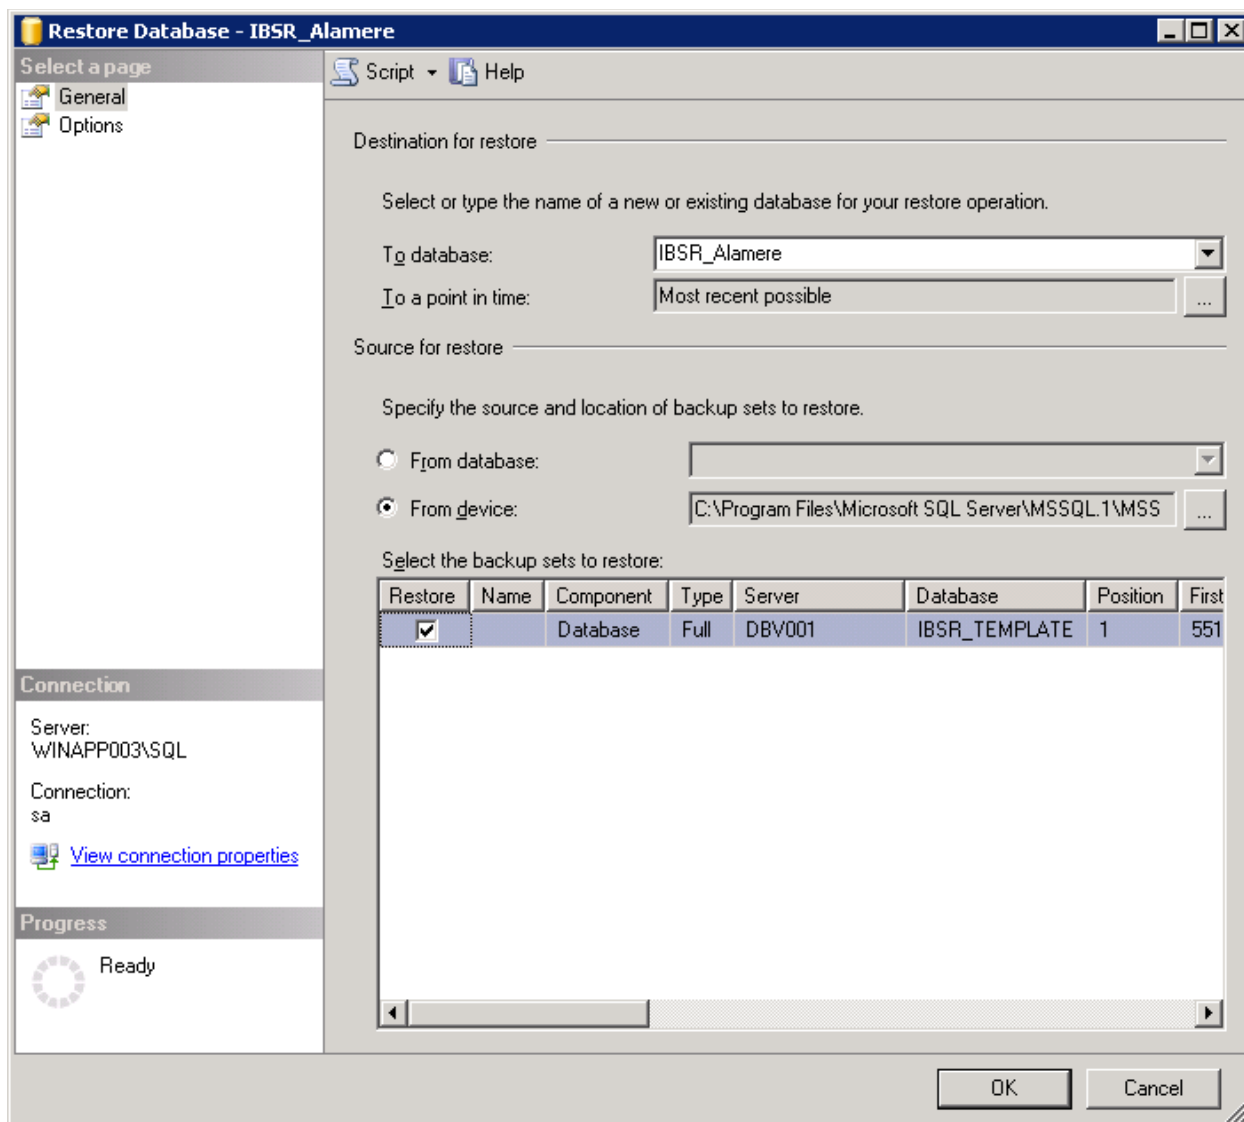 Restore Database - IBSR_Alamere
Select a page
General
Options
Script Help
Destination for restore
Select or type the name of a new or existing database for your restore operation.
To database: IBSR_Alamere
To a point in time: Most recent possible ...
Source for restore
Specify the source and location of backup sets to restore.
From database:
From device: C:\Program Files\Microsoft SQL Server\MSSQL.1\MSS ...
Select the backup sets to restore:
Restore Name Component Type Server Database Position First
Database Full DBV001 IBSR_TEMPLATE 1 551
Connection
Server:
WINAPP003\SQL
Connection:
sa
View connection properties
Progress
Ready
OK Cancel